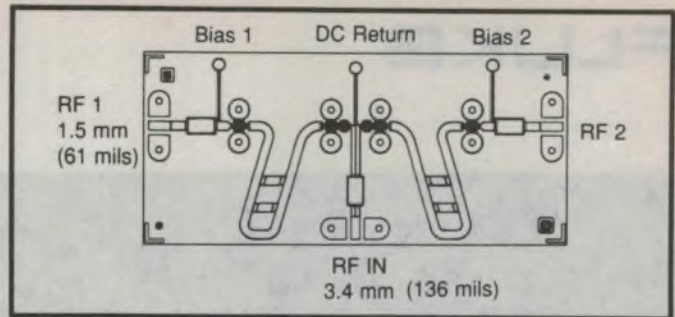 Bias 1 DC Return Bias 2
RF 1
1.5 mm
(61 mils)
RF 2
RF IN
3.4 mm (136 mils)